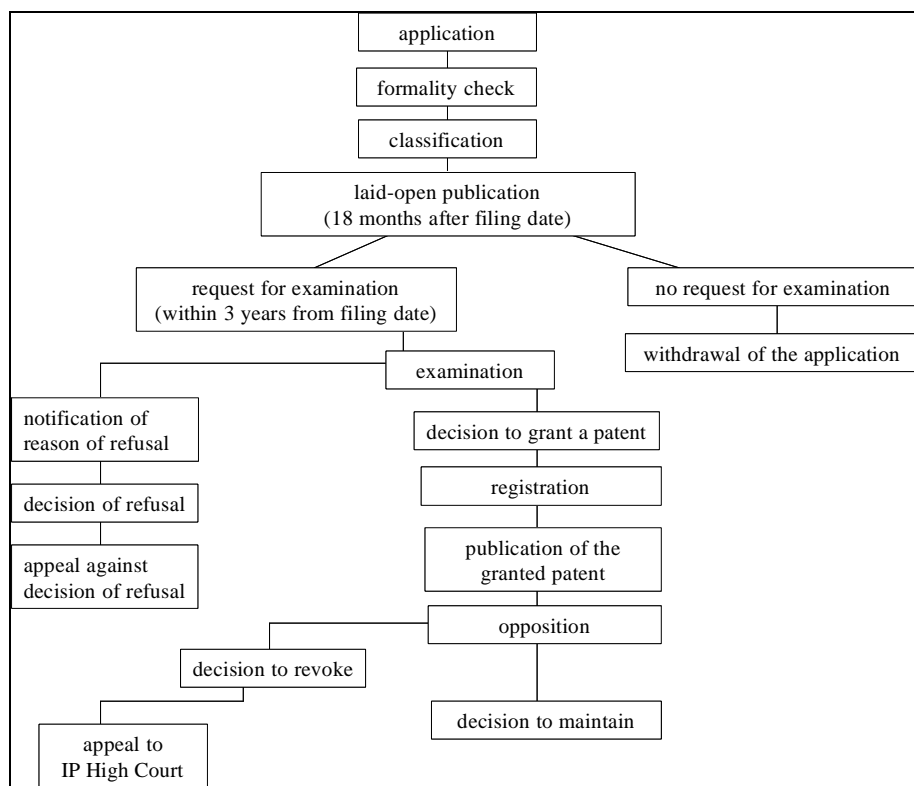 application
formality check
classification
laid-open publication
(18 months after filing date)
request for examination
(within 3 years from filing date)
no request for examination
withdrawal of the application
examination
notification of
reason of refusal
decision to grant a patent
decision of refusal
registration
appeal against
decision of refusal
publication of the
granted patent
opposition
decision to revoke
decision to maintain
appeal to
IP High Court